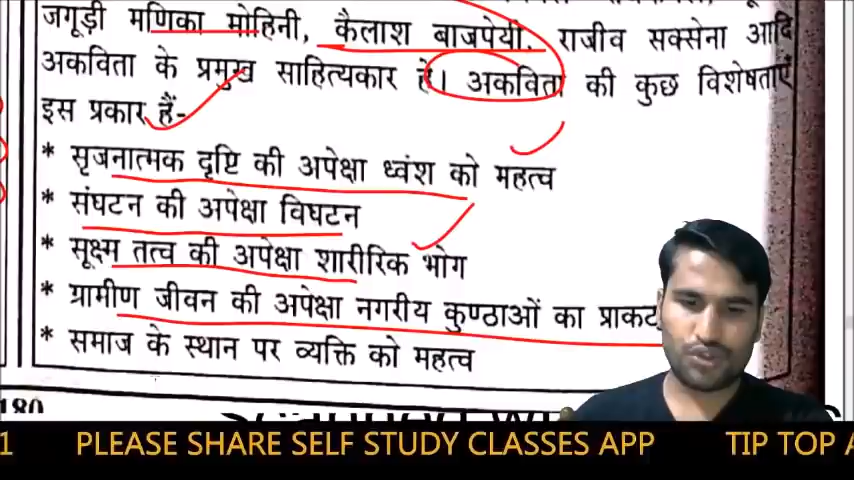 जगूड़ी मणिका मोहिनी, कैलाश बाजपेयी. राजीव सक्सेना आदि
अकविता के प्रमुख साहित्यकार हैं। अकविता की कुछ विशेषताएँ
इस प्रकार हैं-
* सृजनात्मक दृष्टि की अपेक्षा ध्वंश को महत्व
* संघटन की अपेक्षा विघटन
* सूक्ष्म तत्व की अपेक्षा शारीरिक भोग
* ग्रामीण जीवन की अपेक्षा नगरीय कुण्ठाओं का प्राकट
* समाज के स्थान पर व्यक्ति को महत्व
180
1 PLEASE SHARE SELF STUDY CLASSES APP TIP TOP A